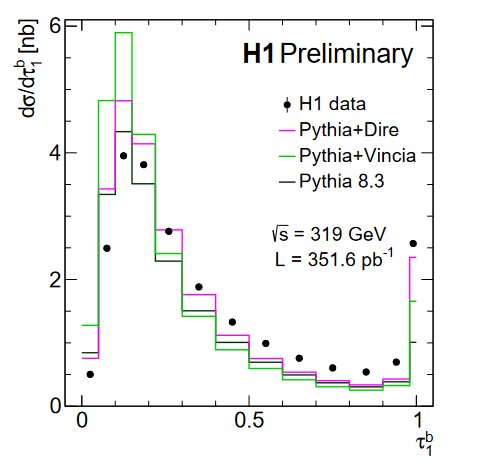 dσ/dτ₁ᵇ [nb]
6
4
2
0
H1 Preliminary
H1 data
Pythia+Dire
Pythia+Vincia
Pythia 8.3
√s = 319 GeV
L = 351.6 pb⁻¹
0 0.5 1
τ₁ᵇ